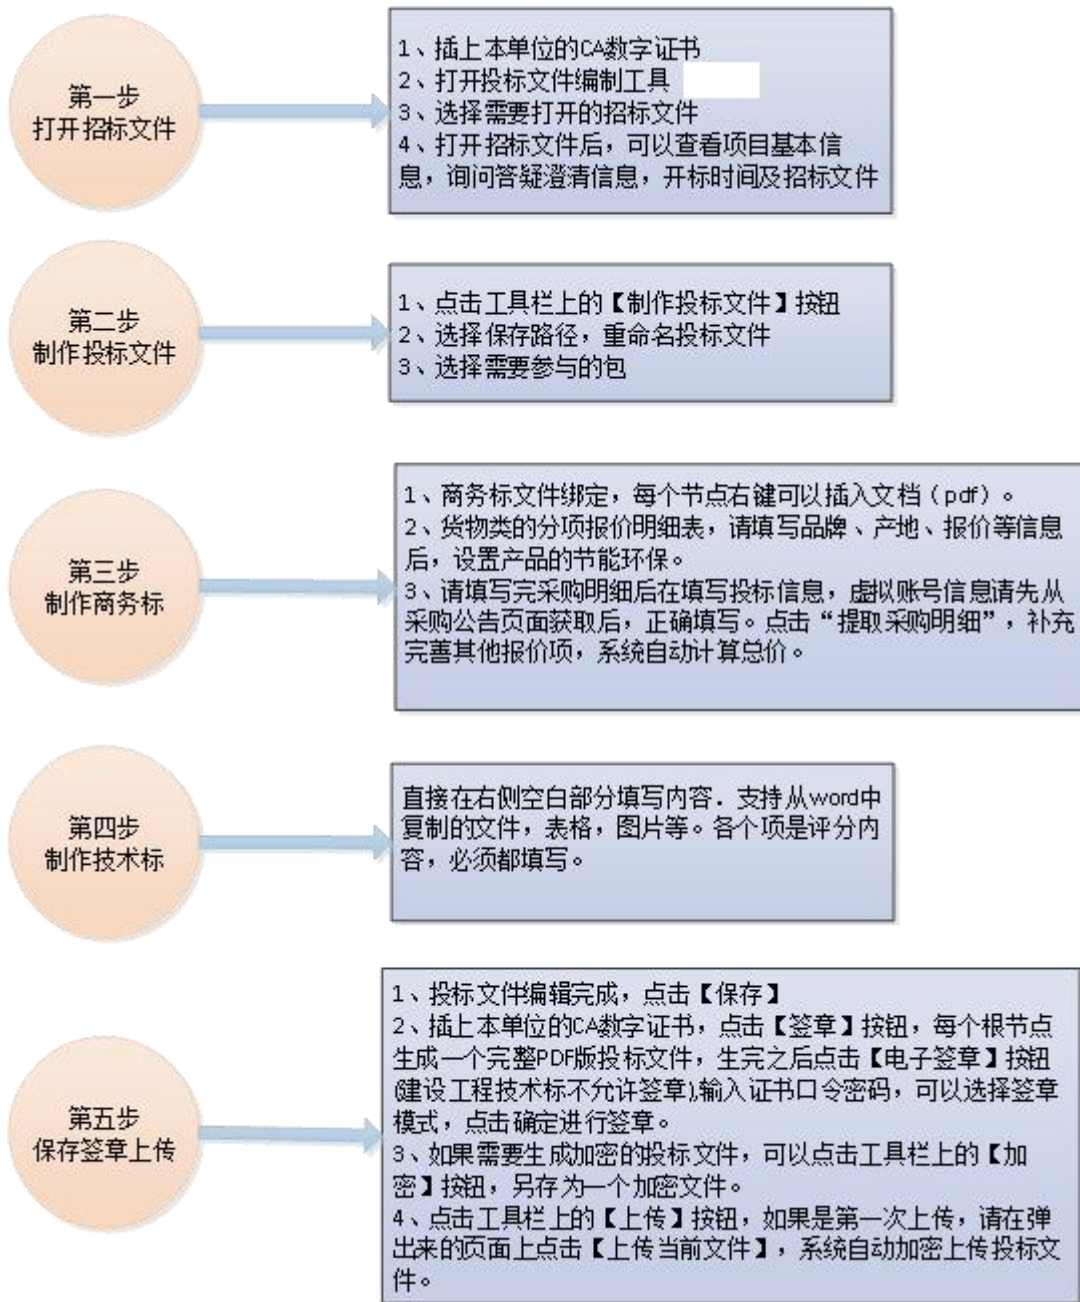 第一步
打开招标文件
1、插上本单位的CA数字证书
2、打开投标文件编制工具
3、选择需要打开的招标文件
4、打开招标文件后，可以查看项目基本信
息，询问答疑澄清信息，开标时间及招标文件
第二步
制作投标文件
1、点击工具栏上的【制作投标文件】按钮
2、选择保存路径，重命名投标文件
3、选择需要参与的包
第三步
制作商务标
1、商务标文件绑定，每个节点右键可以插入文档（pdf）。
2、货物类的分项报价明细表，请填写品牌、产地、报价等信息
后，设置产品的节能环保。
3、请填写完采购明细后在填写投标信息，虚拟账号信息请先从
采购公告页面获取后，正确填写。点击“提取采购明细”，补充
完善其他报价项，系统自动计算总价。
第四步
制作技术标
直接在右侧空白部分填写内容．支持从word中
复制的文件，表格，图片等。各个项是评分内
容，必须都填写。
第五步
保存签章上传
1、投标文件编辑完成，点击【保存】
2、插上本单位的CA数字证书，点击【签章】按钮，每个根节点
生成一个完整PDF版投标文件，生完之后点击【电子签章】按钮
(建设工程技术标不允许签章),输入证书口令密码，可以选择签章
模式，点击确定进行签章。
3、如果需要生成加密的投标文件，可以点击工具栏上的【加
密】按钮，另存为一个加密文件。
4、点击工具栏上的【上传】按钮，如果是第一次上传，请在弹
出来的页面上点击【上传当前文件】，系统自动加密上传投标文
件。